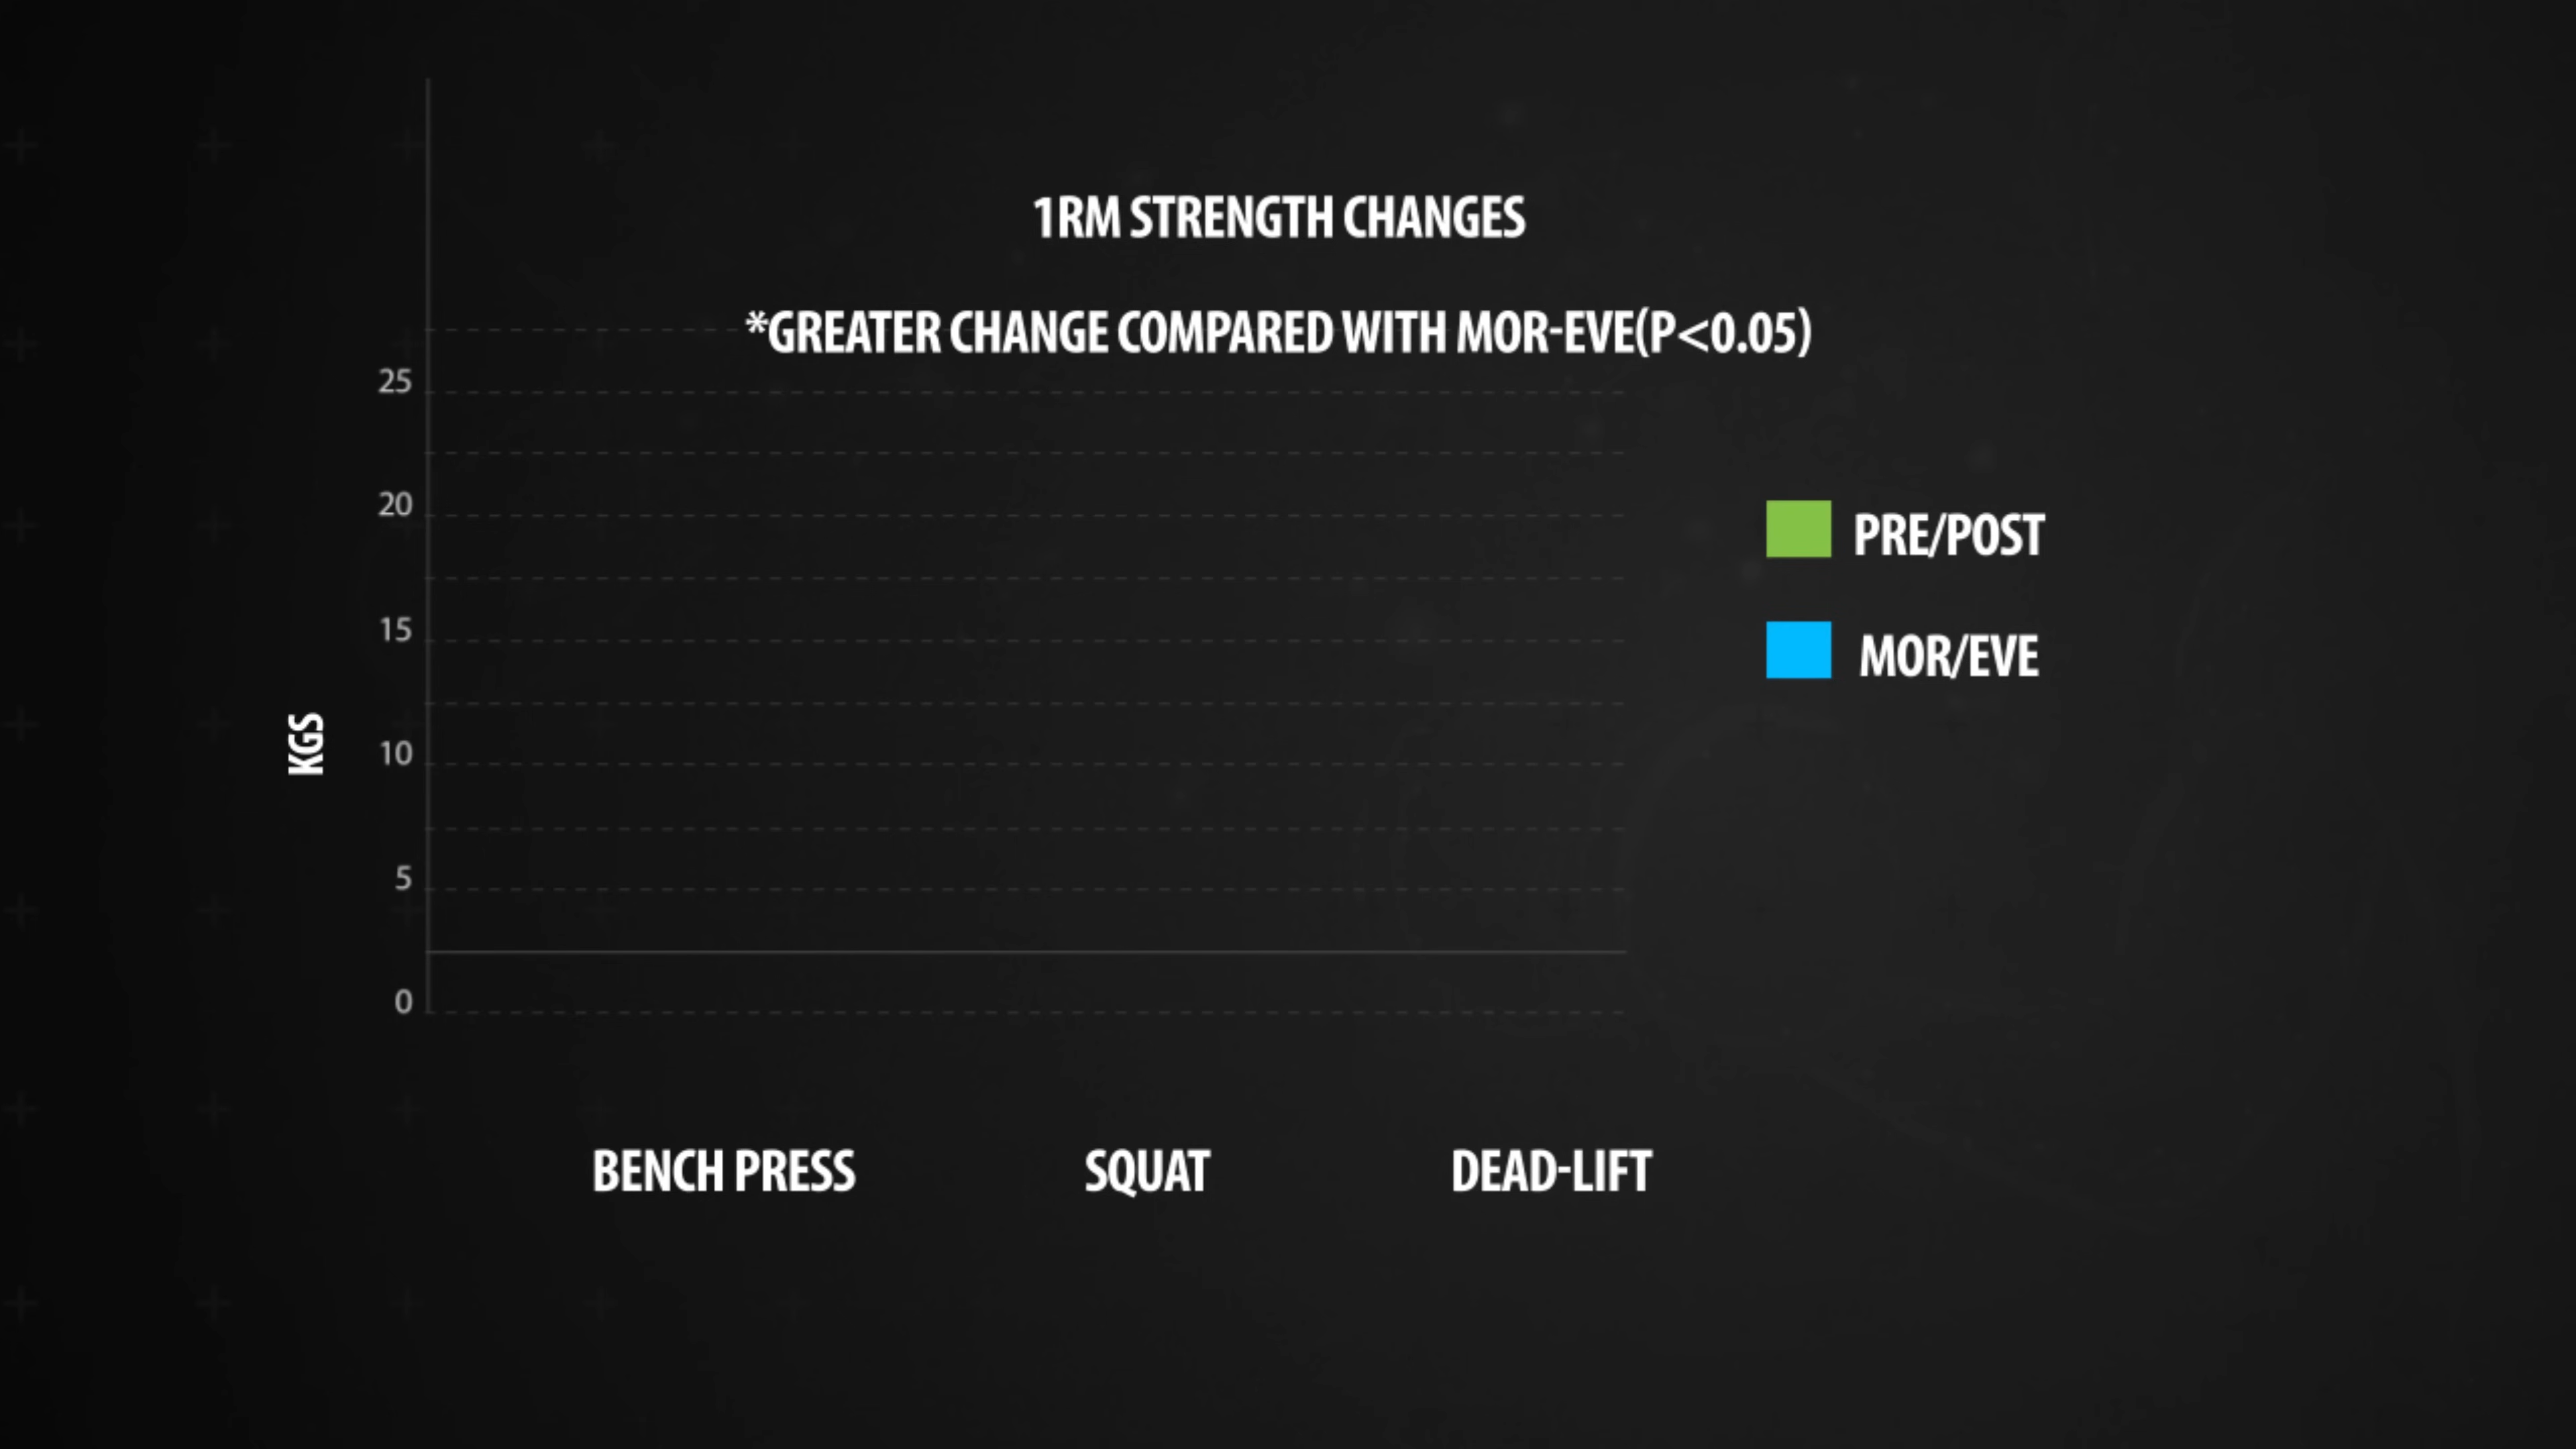 1RM STRENGTH CHANGES
*GREATER CHANGE COMPARED WITH MOR-EVE(P<0.05)
25
20
15
10
5
0
KGS
PRE/POST
MOR/EVE
BENCH PRESS
SQUAT
DEAD-LIFT